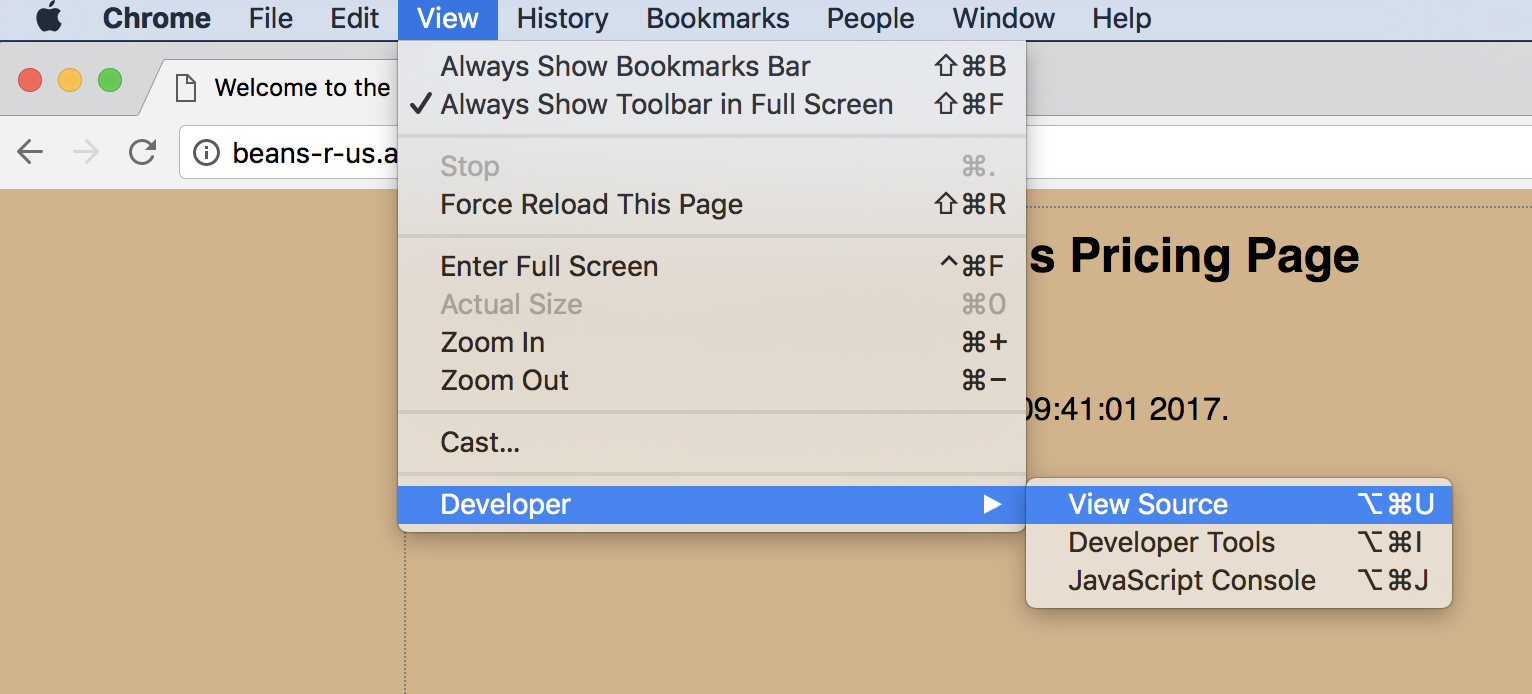 Chrome File Edit View History Bookmarks People Window Help
Welcome to the
beans-r-us.a
Always Show Bookmarks Bar ⇧⌘B
✓ Always Show Toolbar in Full Screen ⇧⌘F
Stop ⌘.
Force Reload This Page ⇧⌘R
Enter Full Screen ^⌘F
Actual Size ⌘0
Zoom In ⌘+
Zoom Out ⌘−
Cast...
Developer ▶
View Source ⌥⌘U
Developer Tools ⌥⌘I
JavaScript Console ⌥⌘J
s Pricing Page
09:41:01 2017.